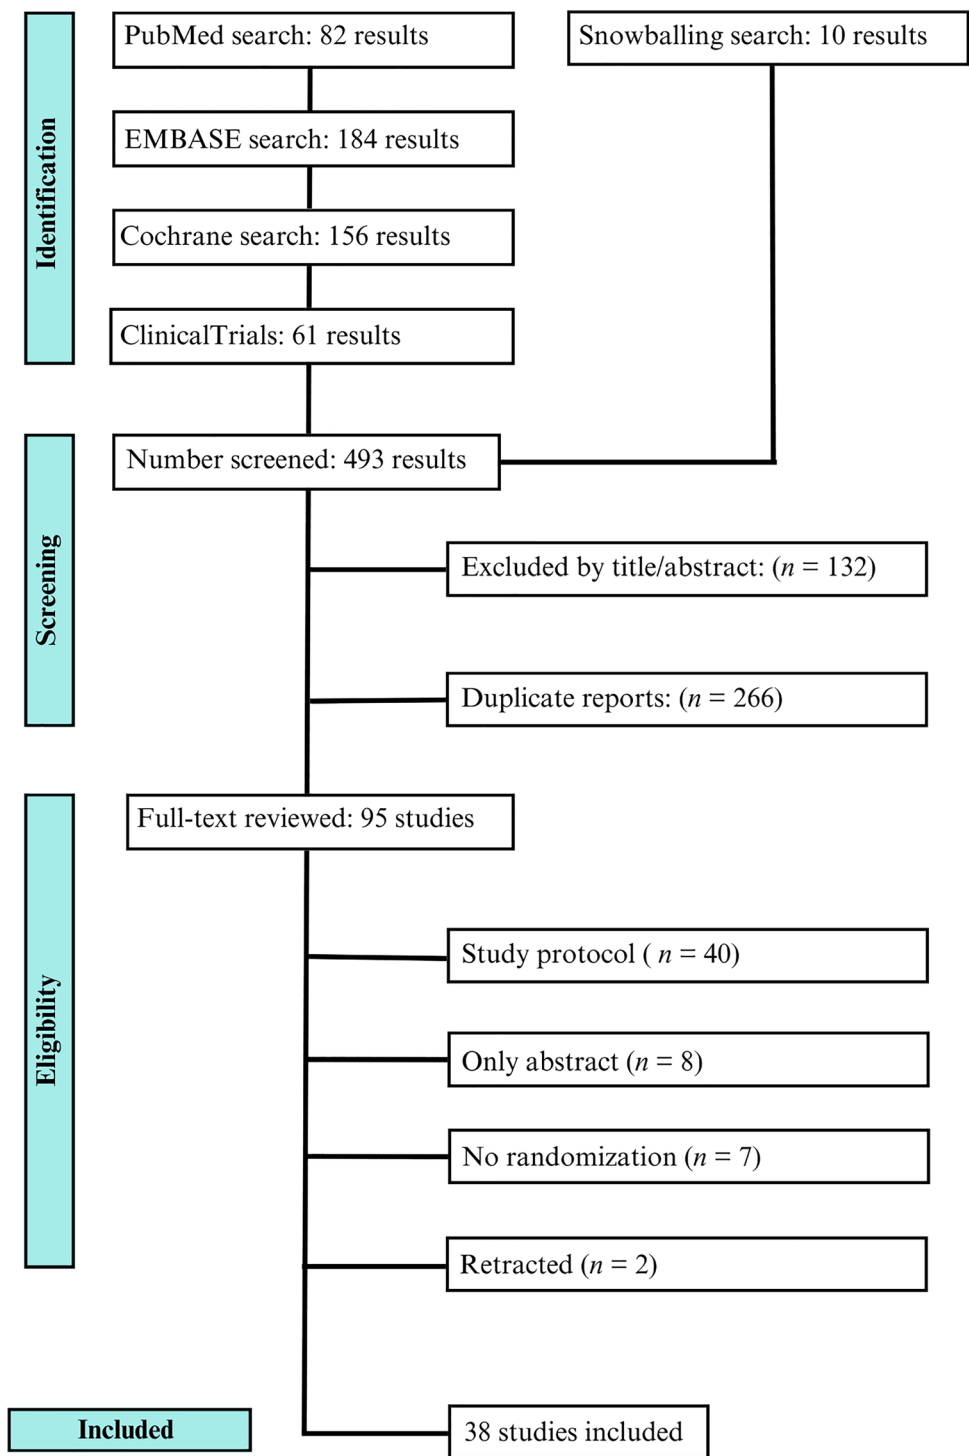 Identification
PubMed search: 82 results
Snowballing search: 10 results
EMBASE search: 184 results
Cochrane search: 156 results
ClinicalTrials: 61 results
Screening
Number screened: 493 results
Excluded by title/abstract: (n = 132)
Duplicate reports: (n = 266)
Eligibility
Full-text reviewed: 95 studies
Study protocol ( n = 40)
Only abstract (n = 8)
No randomization (n = 7)
Retracted (n = 2)
Included
38 studies included